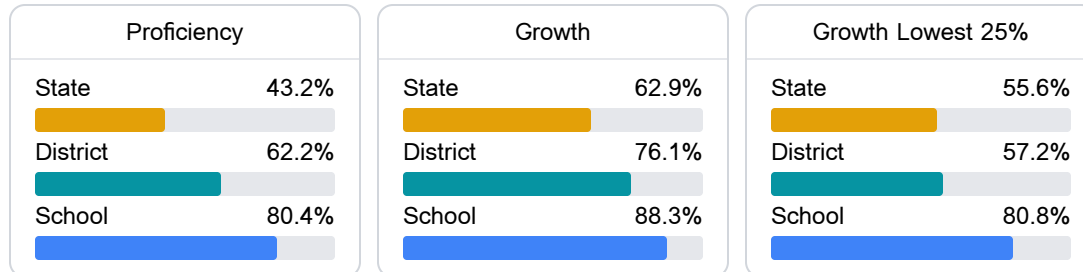 Proficiency
State 43.2%
District 62.2%
School 80.4%
Growth
State 62.9%
District 76.1%
School 88.3%
Growth Lowest 25%
State 55.6%
District 57.2%
School 80.8%